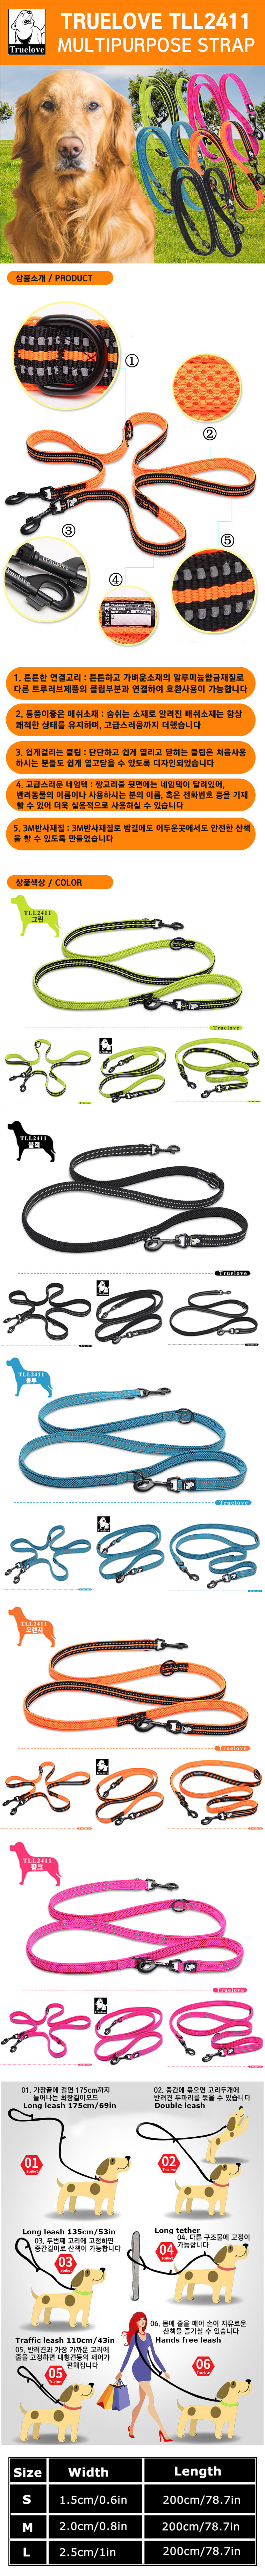 Truelove
TRUELOVE TLL2411
MULTIPURPOSE STRAP
상품소개 / PRODUCT
①
②
③
④
⑤
1, 튼튼한 연결고리 : 튼튼하고 가벼운소재의 알루미늄합금재질로
다른 트루러브제품의 클립부분과 연결하여 호환사용이 가능합니다
2, 통풍이좋은 매쉬소재 : 숨쉬는 소재로 알려진 매쉬소재는 항상
쾌적한 상태를 유지하며, 고급스러움까지 더했습니다
3, 쉽게걸리는 클립 : 단단하고 쉽게 열리고 닫히는 클립은 처음사용
하시는 분들도 쉽게 열고닫을 수 있도록 디자인되었습니다
4, 고급스러운 네임텍 : 쌍고리줄 뒷면에는 네임텍이 달려있어,
반려동물의 이름이나 사용하시는 분의 이름, 혹은 전화번호 등을 기재
할 수 있어 더욱 실용적으로 사용하실 수 있습니다
5, 3M반사재질 : 3M반사재질로 밤길에도 어두운곳에서도 안전한 산책
을 할 수 있도록 만들었습니다
상품색상 / COLOR
TLL2411
그린
Truelove
TLL2411
블랙
Truelove
TLL2411
블루
Truelove
TLL2411
오렌지
Truelove
TLL2411
핑크
Truelove
01, 가장끝에 걸면 175cm까지
늘어나는 최장길이모드
Long leash 175cm/69in
01
02, 중간에 묶으면 고리두개에
반려견 두마리를 묶을 수 있습니다
Double leash
02
Long leash 135cm/53in
03, 두번째 고리에 고정하면
중간길이로 산책이 가능합니다
03
Long tether
04, 다른 구조물에 고정이
가능합니다
04
Traffic leash 110cm/43in
05, 반려견과 가장 가까운 고리에
줄을 고정하면 대형견등의 제어가
편해집니다
05
06, 몸에 줄을 매어 손이 자유로운
산책을 즐기실 수 있습니다
Hands free leash
06
Size Width Length
S 1.5cm/0.6in 200cm/78.7in
M 2.0cm/0.8in 200cm/78.7in
L 2.5cm/1in 200cm/78.7in